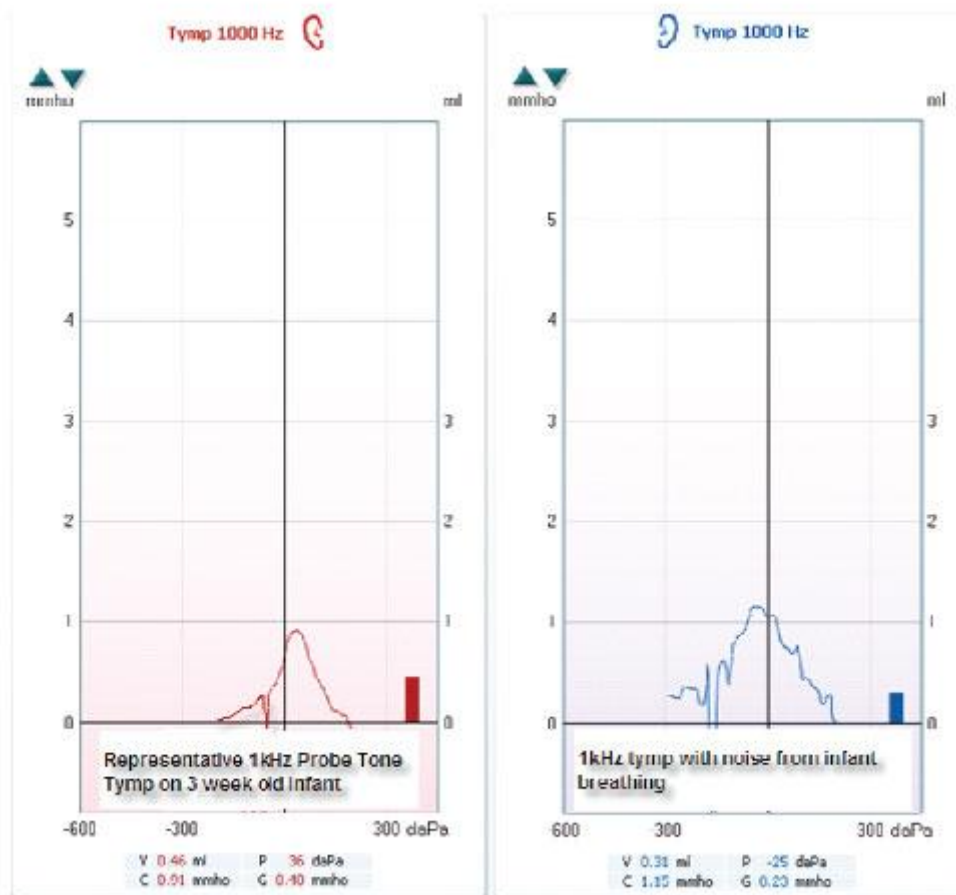 Tymp 1000 Hz
mmho
ml
5
4
3
3
2
2
1
1
0
0
Representative 1kHz Probe Tone
Tymp on 3 week old infant
-600
-300
300 daPa
V 0.46 ml P 36 daPa
C 0.91 mmho G 0.40 mmho
Tymp 1000 Hz
mmho
ml
5
4
3
3
2
2
1
1
0
0
1kHz tymp with noise from infant
breathing
600
300
300 daPa
V 0.31 ml P -25 daPa
C 1.15 mmho G 0.23 mmho